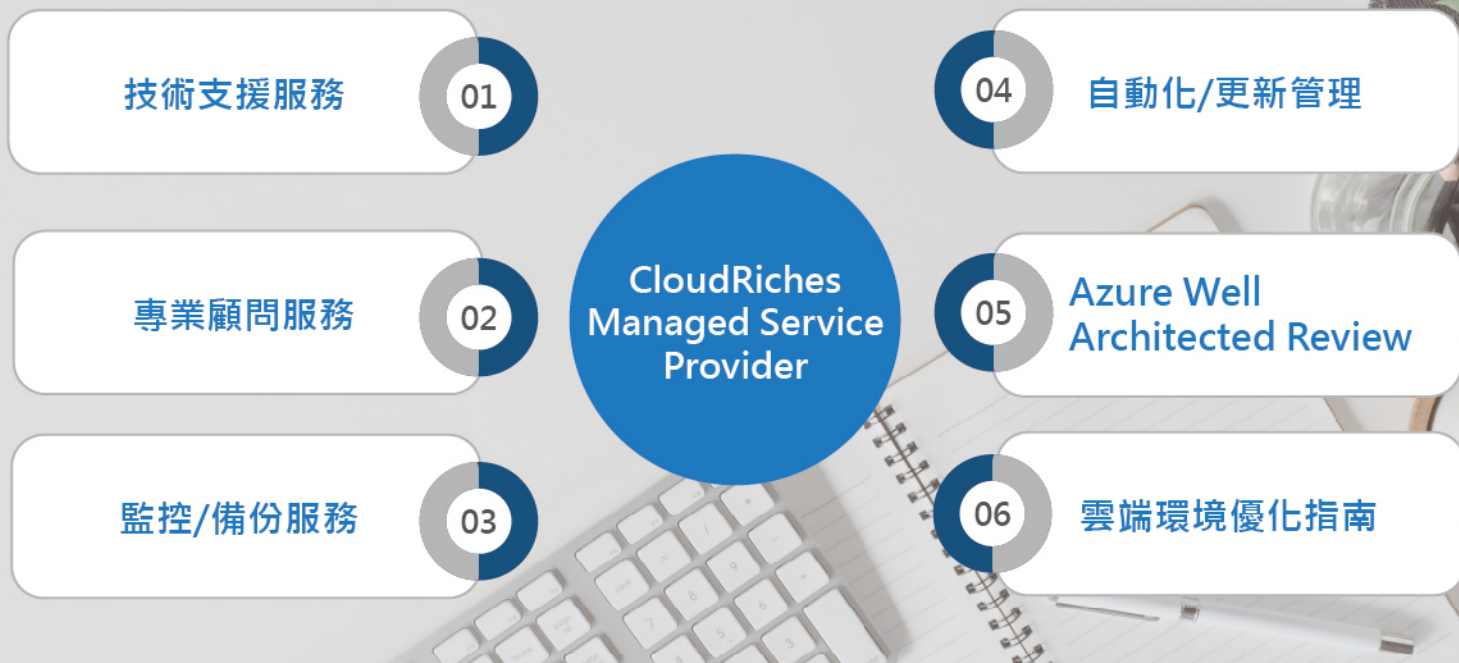 技術支援服務
01
專業顧問服務
02
監控/備份服務
03
CloudRiches
Managed Service
Provider
04
自動化/更新管理
05
Azure Well
Architected Review
06
雲端環境優化指南